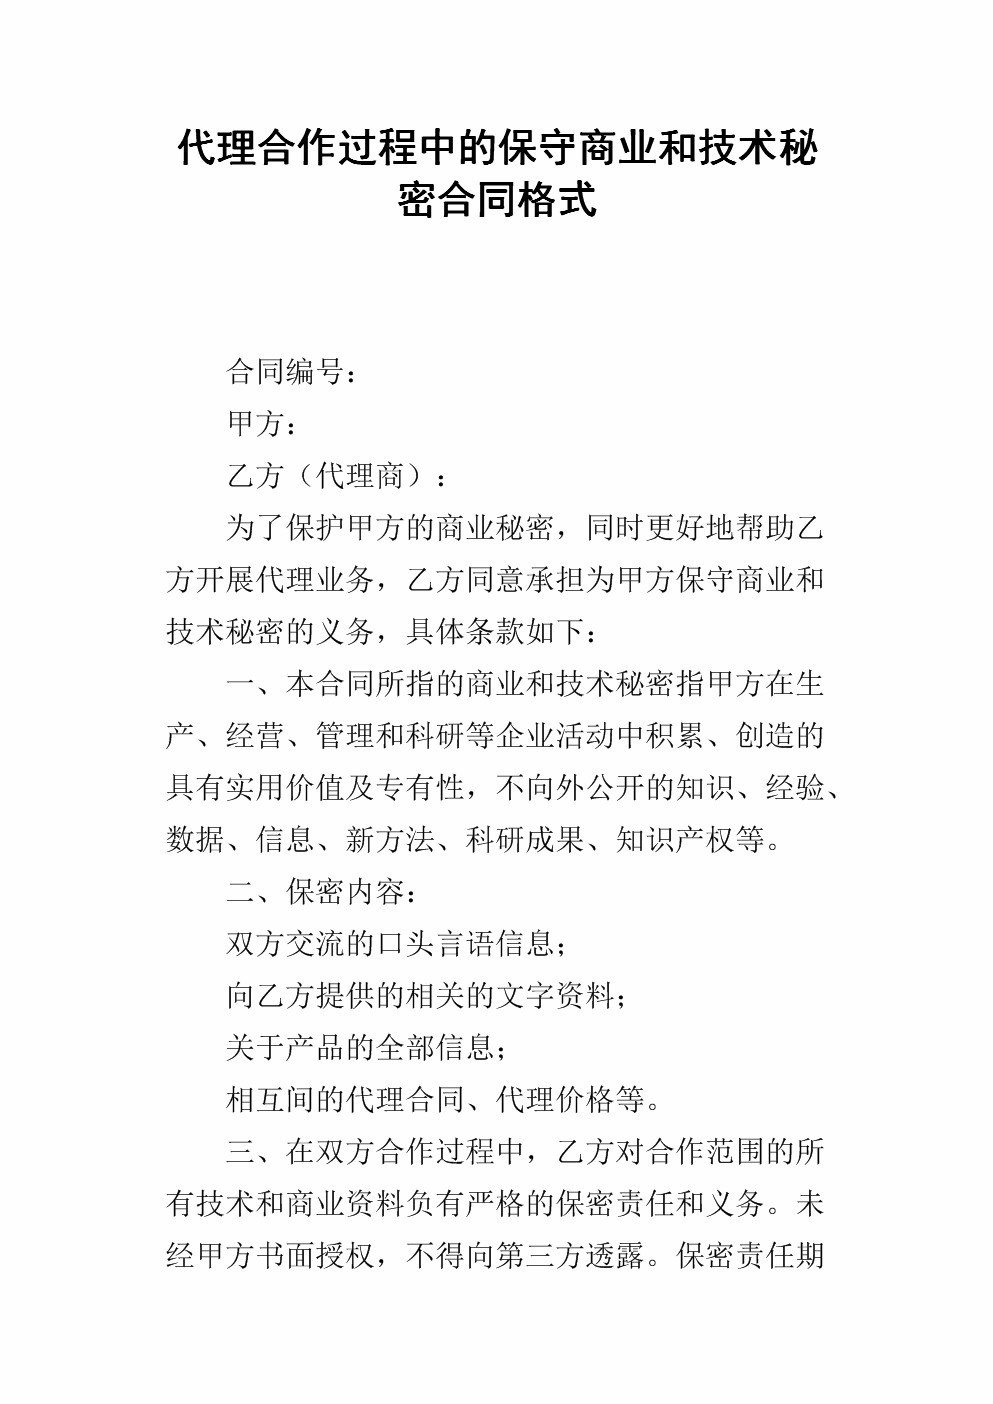 代理合作过程中的保守商业和技术秘
密合同格式
合同编号：
甲方：
乙方（代理商）：
为了保护甲方的商业秘密，同时更好地帮助乙
方开展代理业务，乙方同意承担为甲方保守商业和
技术秘密的义务，具体条款如下：
一、本合同所指的商业和技术秘密指甲方在生
产、经营、管理和科研等企业活动中积累、创造的
具有实用价值及专有性，不向外公开的知识、经验、
数据、信息、新方法、科研成果、知识产权等。
二、保密内容：
双方交流的口头言语信息；
向乙方提供的相关的文字资料；
关于产品的全部信息；
相互间的代理合同、代理价格等。
三、在双方合作过程中，乙方对合作范围的所
有技术和商业资料负有严格的保密责任和义务。未
经甲方书面授权，不得向第三方透露。保密责任期